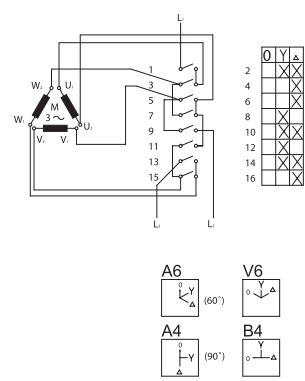 L₁
W₂ U₁
M
3 ~
W₁ U₂
V₂ V₁
1
3
5
7
9
11
13
15
L₃ L₂
0 Y △
2 X X
4 X
6 X
8 X
10 X X
12 X
14 X X
16 X
A6 V6
0 Y △ (60°) 0 Y △
A4 B4
0 Y △ (90°) 0 Y △